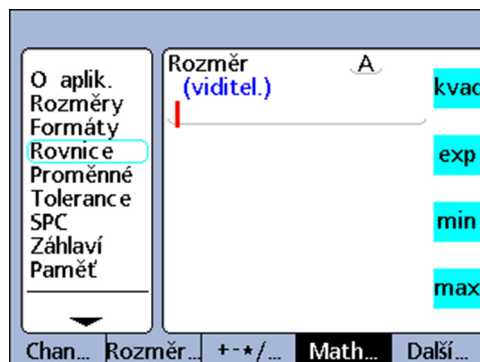 O aplik.
Rozměry
Formáty
Rovnice
Proměnné
Tolerance
SPC
Záhlaví
Paměť
Rozměr A
(viditel.)
kvad
exp
min
max
Chan... Rozměr... +-*/... Math... Další...